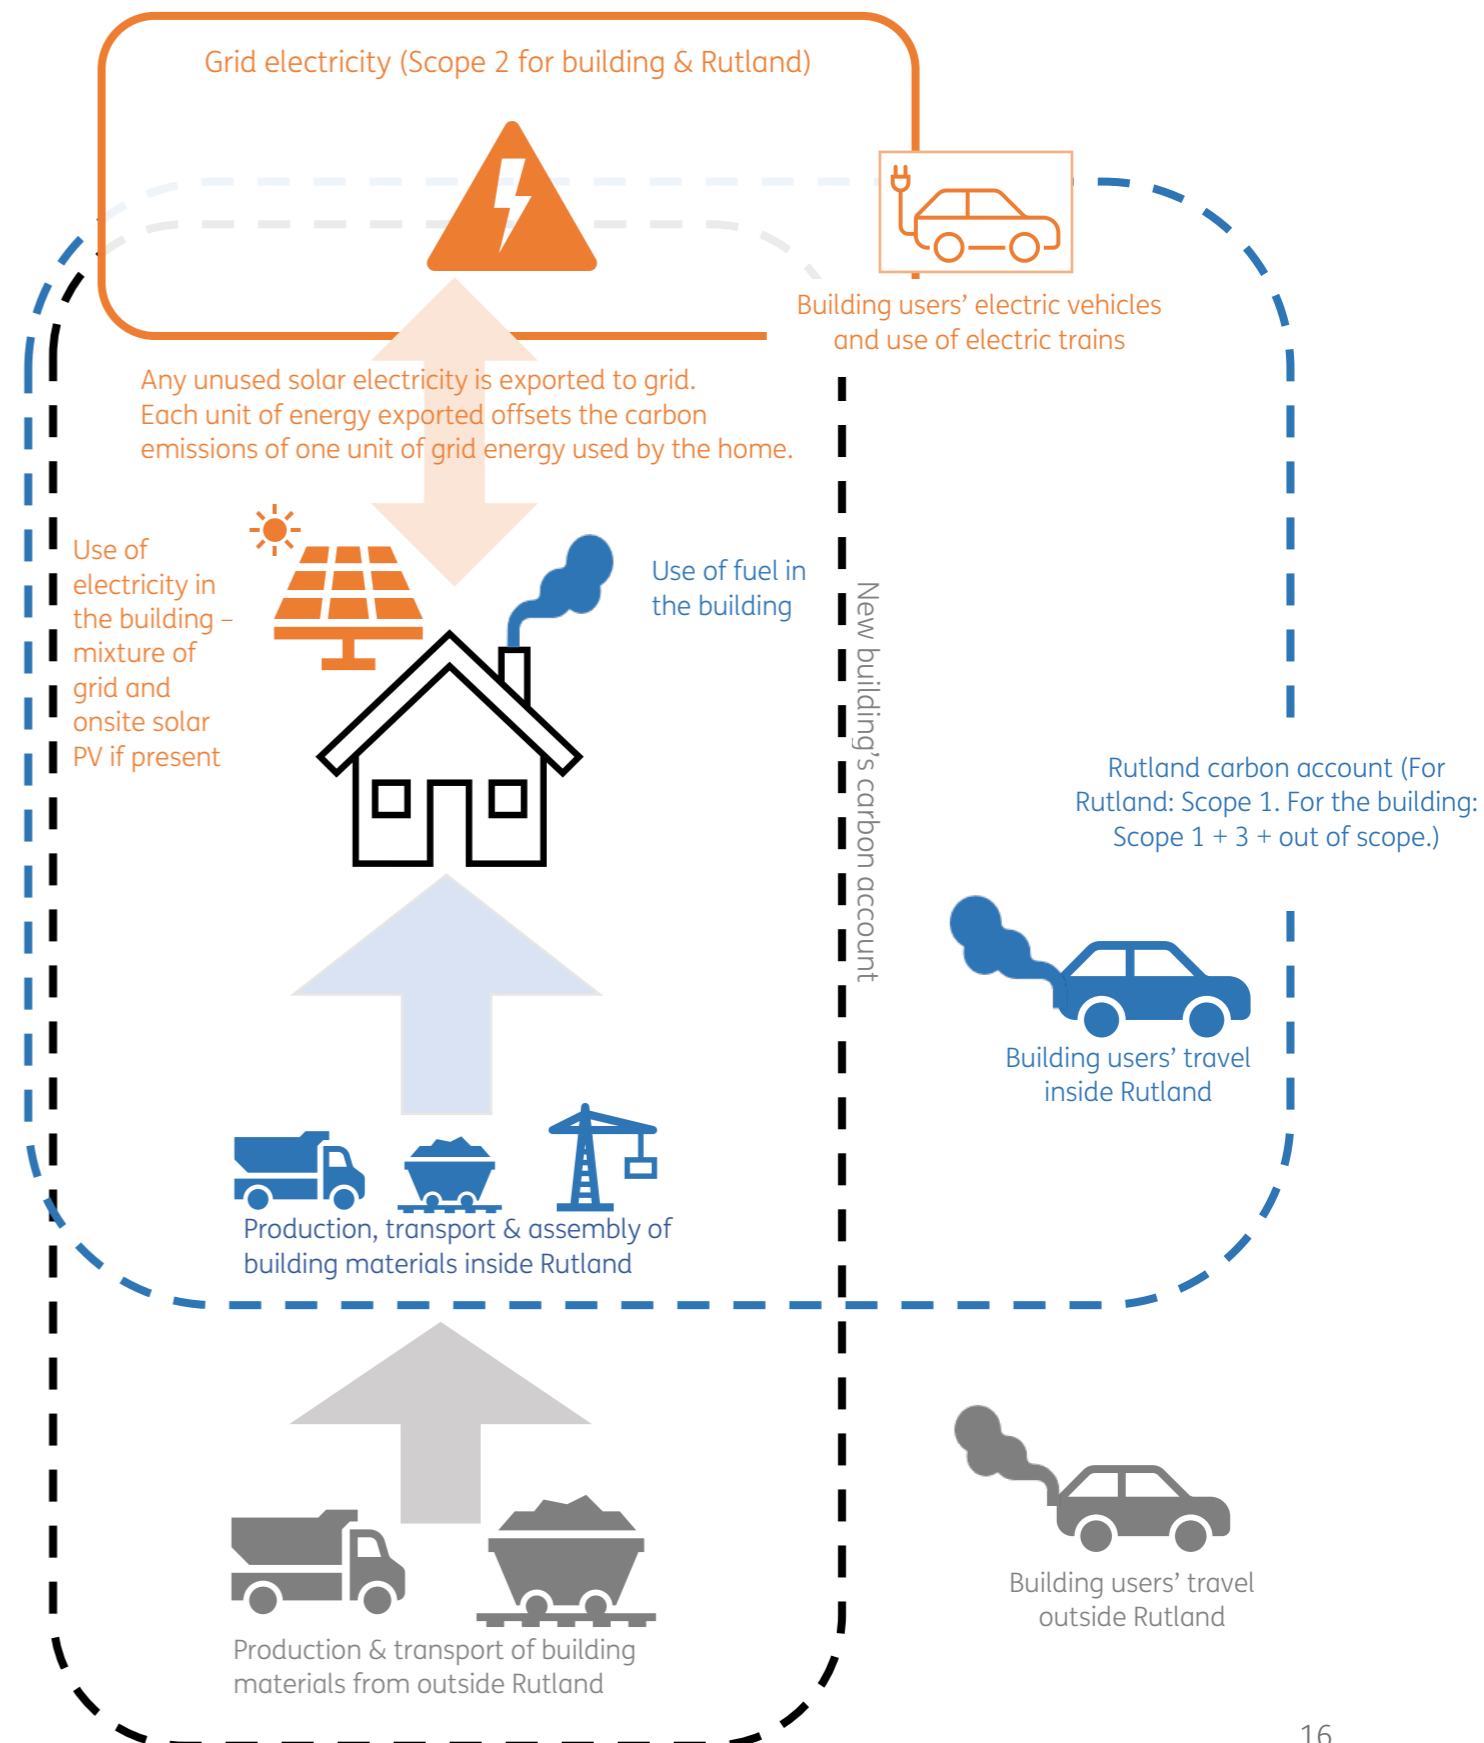 Grid electricity (Scope 2 for building & Rutland)
Building users’ electric vehicles
and use of electric trains
Any unused solar electricity is exported to grid.
Each unit of energy exported offsets the carbon
emissions of one unit of grid energy used by the home.
Use of
electricity in
the building –
mixture of
grid and
onsite solar
PV if present
Use of fuel in
the building
New building’s carbon account
Rutland carbon account (For
Rutland: Scope 1. For the building:
Scope 1 + 3 + out of scope.)
Building users’ travel
inside Rutland
Production, transport & assembly of
building materials inside Rutland
Building users’ travel
outside Rutland
Production & transport of building
materials from outside Rutland
16